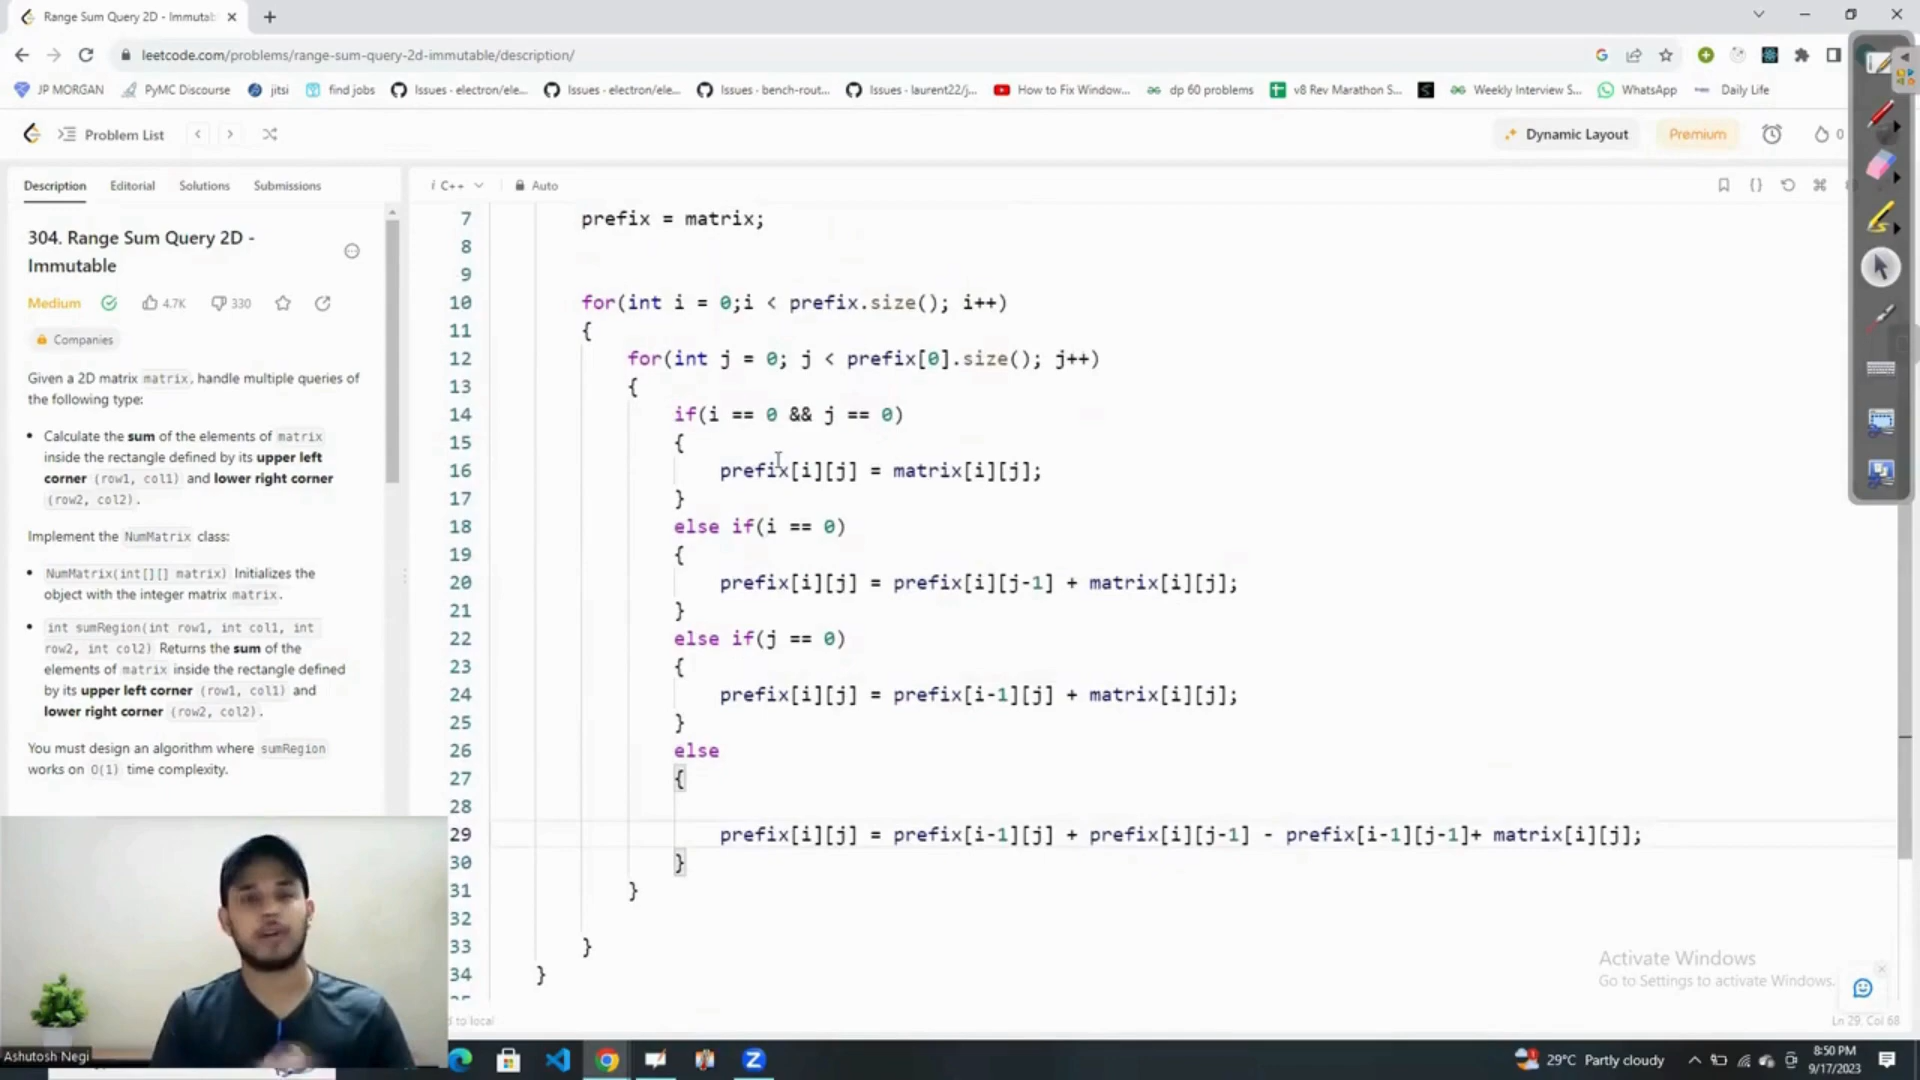 Range Sum Query 2D - Immutab
leetcode.com/problems/range-sum-query-2d-immutable/description/
JP MORGAN
PyMC Discourse
jitsi
find jobs
Issues - electron/ele...
Issues - electron/ele...
Issues - bench-rout...
Issues - laurent22/j...
How to Fix Window...
dp 60 problems
v8 Rev Marathon S...
Weekly Interview S...
WhatsApp
Daily Life
Problem List
Dynamic Layout
Premium
0
Description Editorial Solutions Submissions
304. Range Sum Query 2D -
Immutable
Medium 4.7K 330
Companies
Given a 2D matrix matrix, handle multiple queries of
the following type:
• Calculate the sum of the elements of matrix
inside the rectangle defined by its upper left
corner (row1, col1) and lower right corner
(row2, col2).
Implement the NumMatrix class:
• NumMatrix(int[][] matrix) Initializes the
object with the integer matrix matrix.
• int sumRegion(int row1, int col1, int
row2, int col2) Returns the sum of the
elements of matrix inside the rectangle defined
by its upper left corner (row1, col1) and
lower right corner (row2, col2).
You must design an algorithm where sumRegion
works on O(1) time complexity.
i C++ Auto
7 prefix = matrix;
8
9
10 for(int i = 0;i < prefix.size(); i++)
11 {
12 for(int j = 0; j < prefix[0].size(); j++)
13 {
14 if(i == 0 && j == 0)
15 {
16 prefix[i][j] = matrix[i][j];
17 }
18 else if(i == 0)
19 {
20 prefix[i][j] = prefix[i][j-1] + matrix[i][j];
21 }
22 else if(j == 0)
23 {
24 prefix[i][j] = prefix[i-1][j] + matrix[i][j];
25 }
26 else
27 {
28
29 prefix[i][j] = prefix[i-1][j] + prefix[i][j-1] - prefix[i-1][j-1]+ matrix[i][j];
30 }
31 }
32
33 }
34 }
Activate Windows
Go to Settings to activate Windows.
d to local
Ln 29, Col 68
Ashutosh Negi
29°C Partly cloudy
8:50 PM
9/17/2023